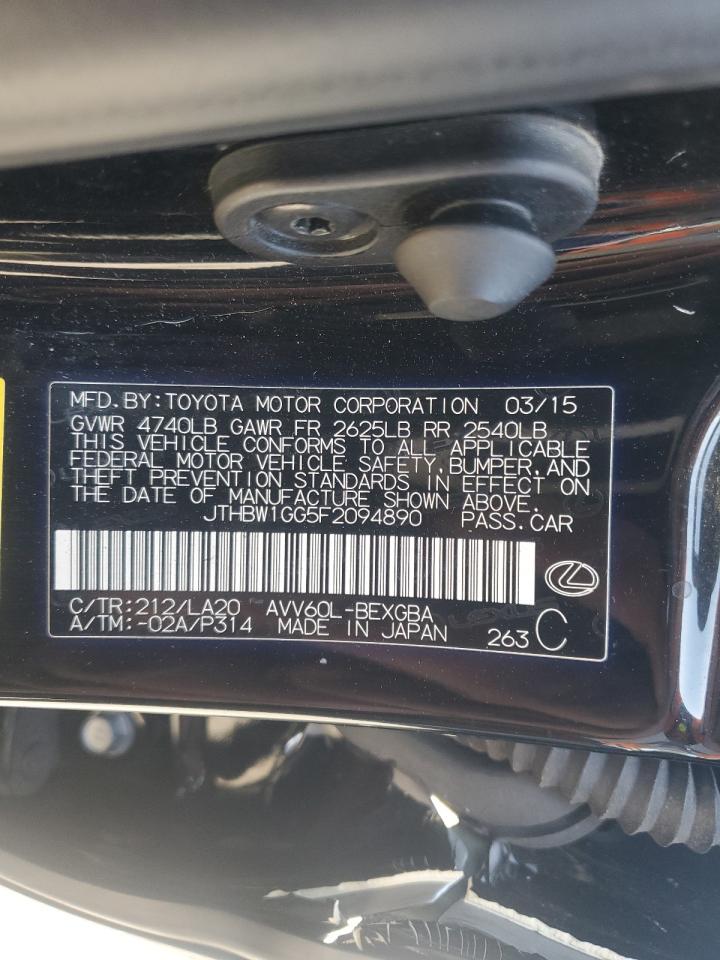 MFD.BY:TOYOTA MOTOR CORPORATION 03/15
GVWR 4740LB GAWR FR 2625LB RR 2540LB
THIS VEHICLE CONFORMS TO ALL APPLICABLE
FEDERAL MOTOR VEHICLE SAFETY,BUMPER,AND
THEFT PREVENTION STANDARDS IN EFFECT ON
THE DATE OF MANUFACTURE SHOWN ABOVE.
JTHBW1GG5F2094890 PASS.CAR
C/TR:212/LA20 AVV60L-BEXGBA
A/TM:-02A/P314 MADE IN JAPAN 263 C